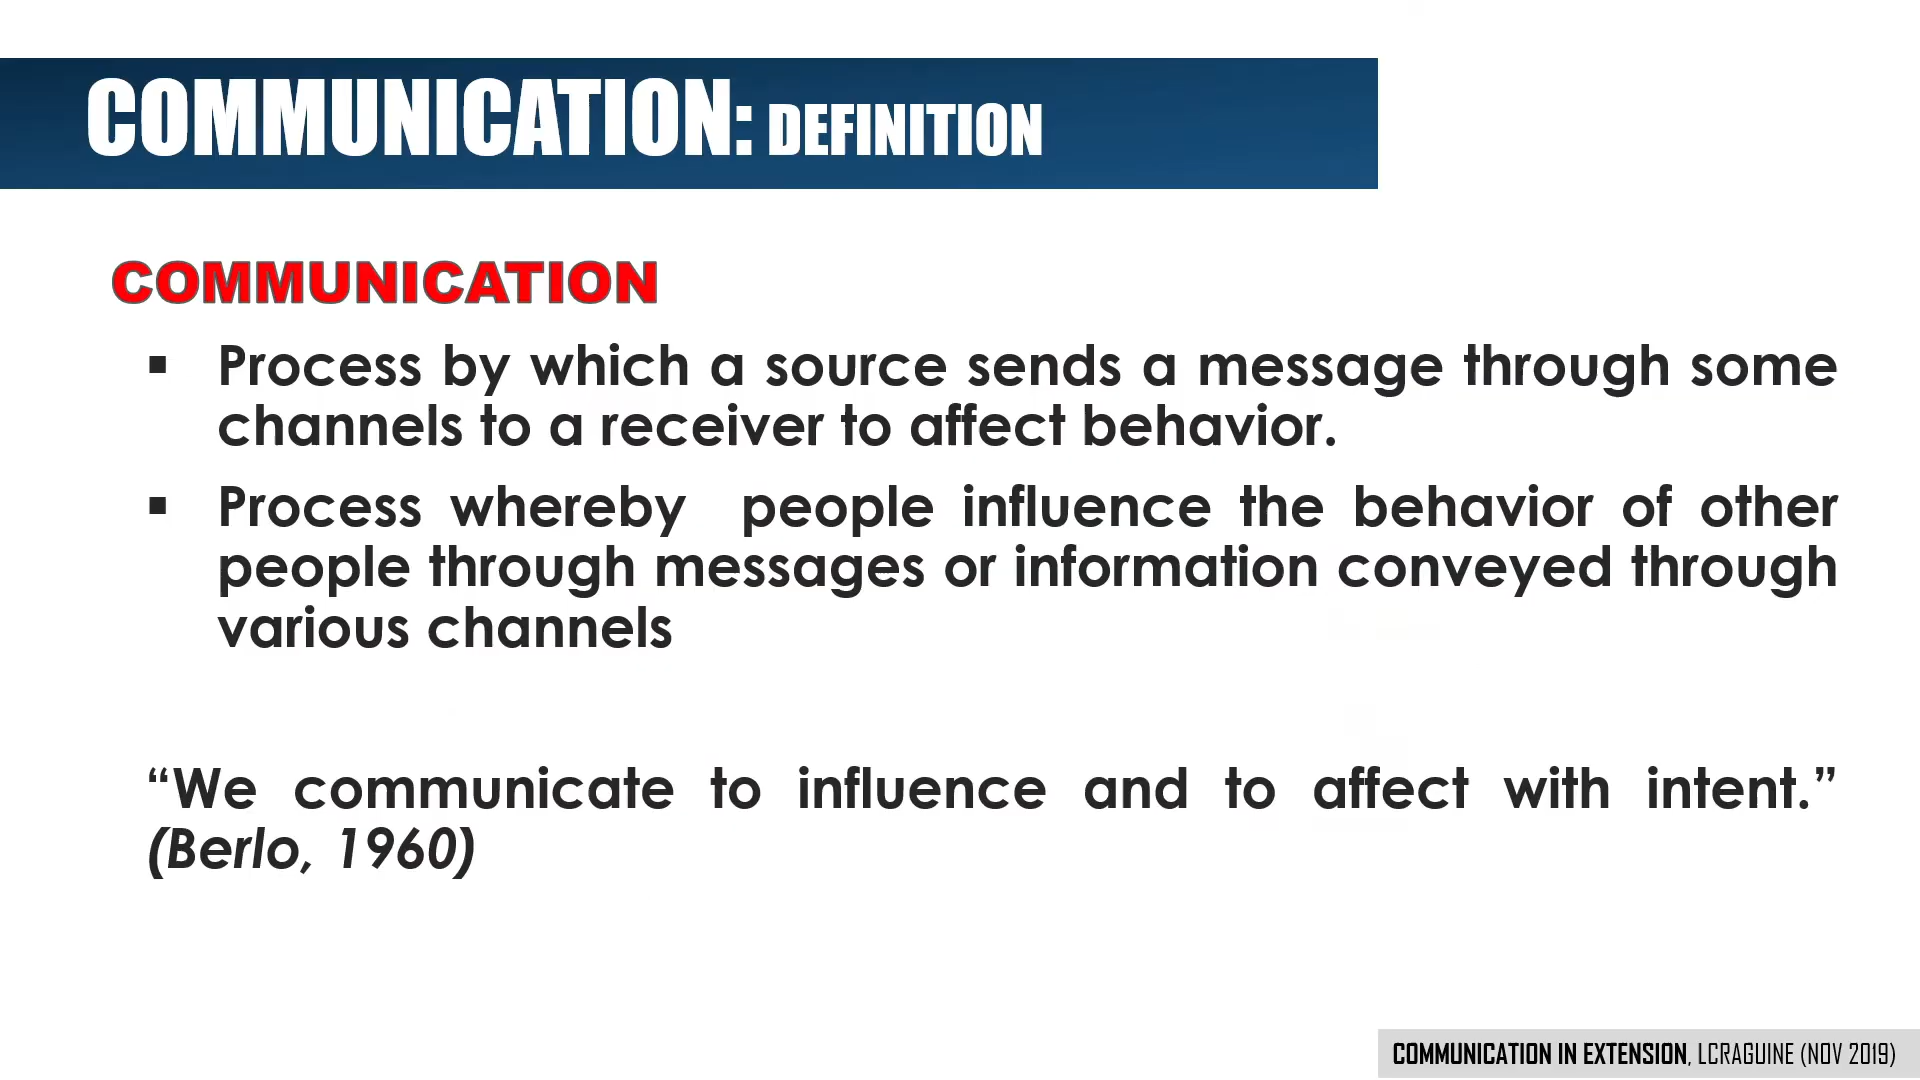 COMMUNICATION: DEFINITION
COMMUNICATION
▪ Process by which a source sends a message through some
channels to a receiver to affect behavior.
▪ Process whereby people influence the behavior of other
people through messages or information conveyed through
various channels
“We communicate to influence and to affect with intent.”
(Berlo, 1960)
COMMUNICATION IN EXTENSION, LCRAGUINE (NOV 2019)